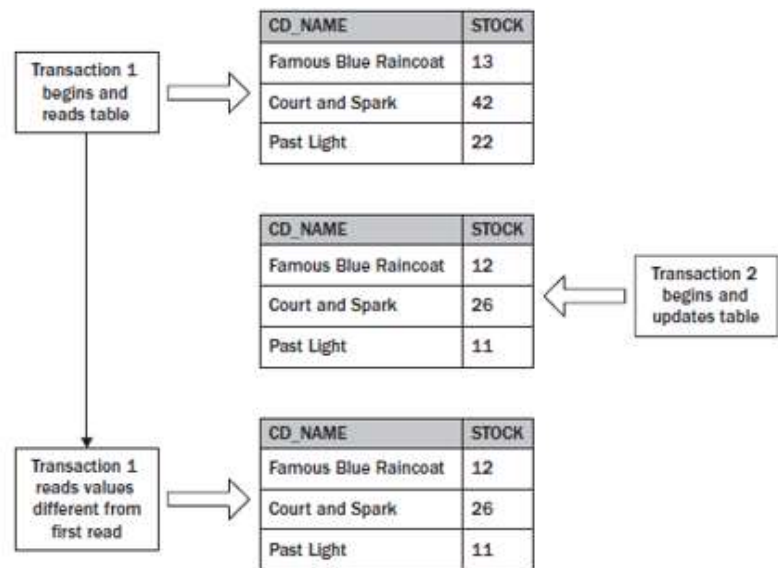 CD_NAME STOCK
Famous Blue Raincoat 13
Court and Spark 42
Past Light 22
Transaction 1
begins and
reads table
CD_NAME STOCK
Famous Blue Raincoat 12
Court and Spark 26
Past Light 11
Transaction 2
begins and
updates table
CD_NAME STOCK
Famous Blue Raincoat 12
Court and Spark 26
Past Light 11
Transaction 1
reads values
different from
first read